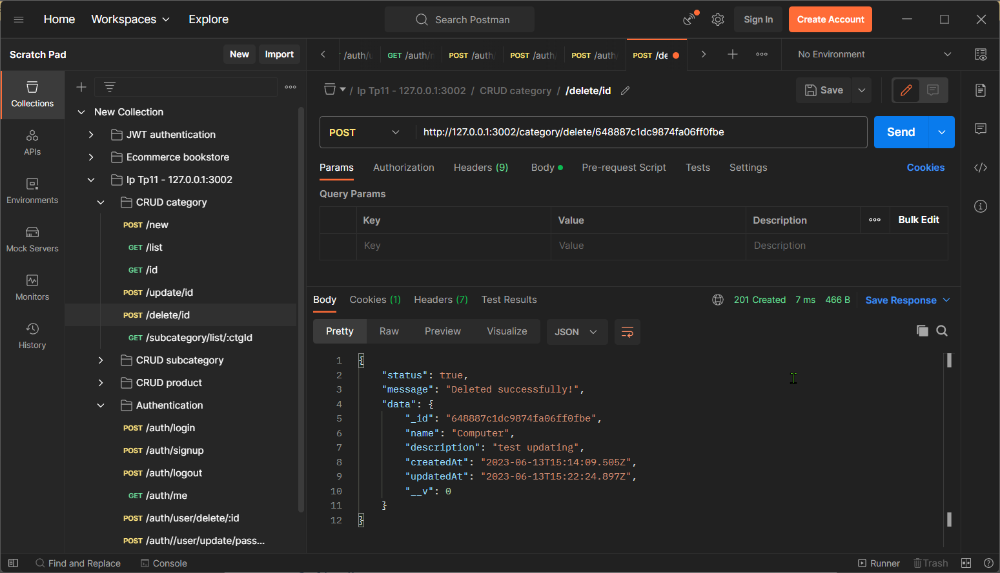 Home Workspaces Explore Search Postman Sign In Create Account
Scratch Pad New Import
/auth/u GET /auth/n POST /auth/ POST /auth/ POST /auth/ POST /de No Environment
Collections
APIs
Environments
Mock Servers
Monitors
History
New Collection
JWT authentication
Ecommerce bookstore
Ip Tp11 - 127.0.0.1:3002
CRUD category
POST /new
GET /list
GET /id
POST /update/id
POST /delete/id
GET /subcategory/list/:ctgId
CRUD subcategory
CRUD product
Authentication
POST /auth/login
POST /auth/signup
POST /auth/logout
GET /auth/me
POST /auth/user/delete/:id
POST /auth//user/update/pass...
/ Ip Tp11 - 127.0.0.1:3002 / CRUD category / /delete/id Save
POST http://127.0.0.1:3002/category/delete/648887c1dc9874fa06ff0fbe Send
Params Authorization Headers (9) Body Pre-request Script Tests Settings Cookies
Query Params
Key Value Description Bulk Edit
Key Value Description
Body Cookies (1) Headers (7) Test Results 201 Created 7 ms 466 B Save Response
Pretty Raw Preview Visualize JSON
1 {
2 "status": true,
3 "message": "Deleted successfully!",
4 "data": {
5 "_id": "648887c1dc9874fa06ff0fbe",
6 "name": "Computer",
7 "description": "test updating",
8 "createdAt": "2023-06-13T15:14:09.505Z",
9 "updatedAt": "2023-06-13T15:22:24.897Z",
10 "__v": 0
11 }
12 }
Find and Replace Console Runner Trash